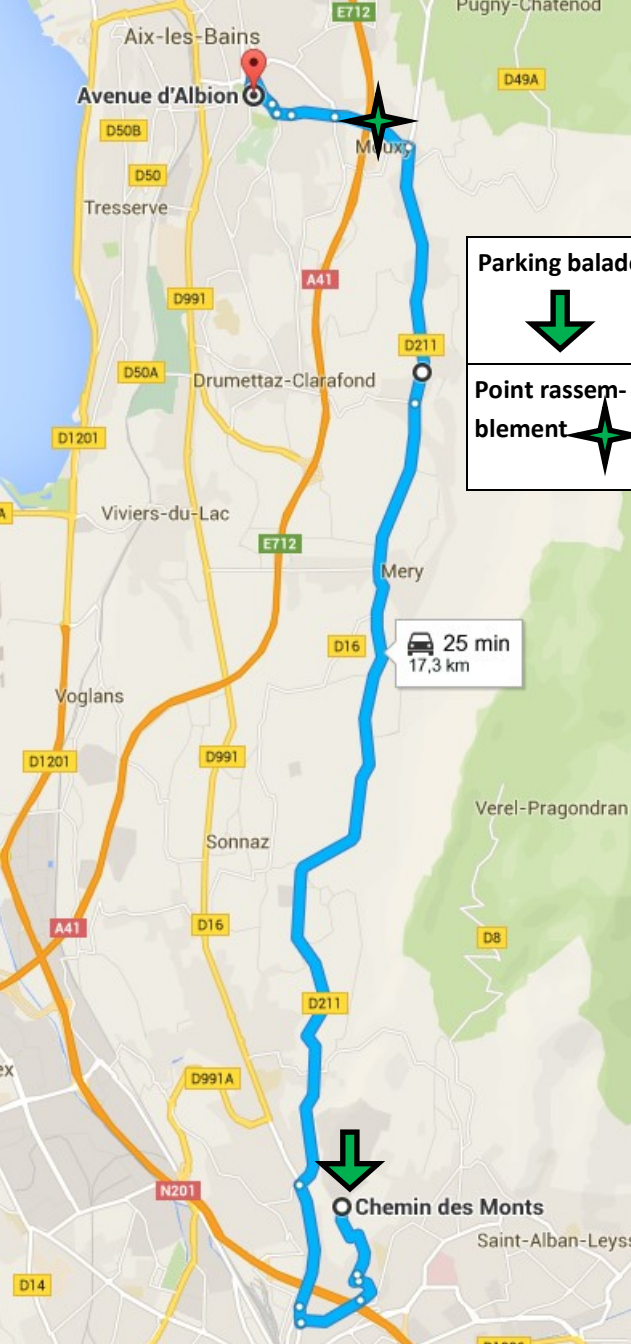 Pugny-Chatenod
E712
Aix-les-Bains
D49A
Avenue d'Albion
D50B
Mouxy
D50
Tresserve
Parking balad
A41
D991
D211
D50A
Drumettaz-Clarafond
Point rassem-
blement
D1201
A
Viviers-du-Lac
E712
Mery
25 min
D16
17,3 km
Voglans
D1201
D991
Verel-Pragondran
Sonnaz
A41
D16
D8
D211
ex
D991A
N201
Chemin des Monts
Saint-Alban-Leyss
D14